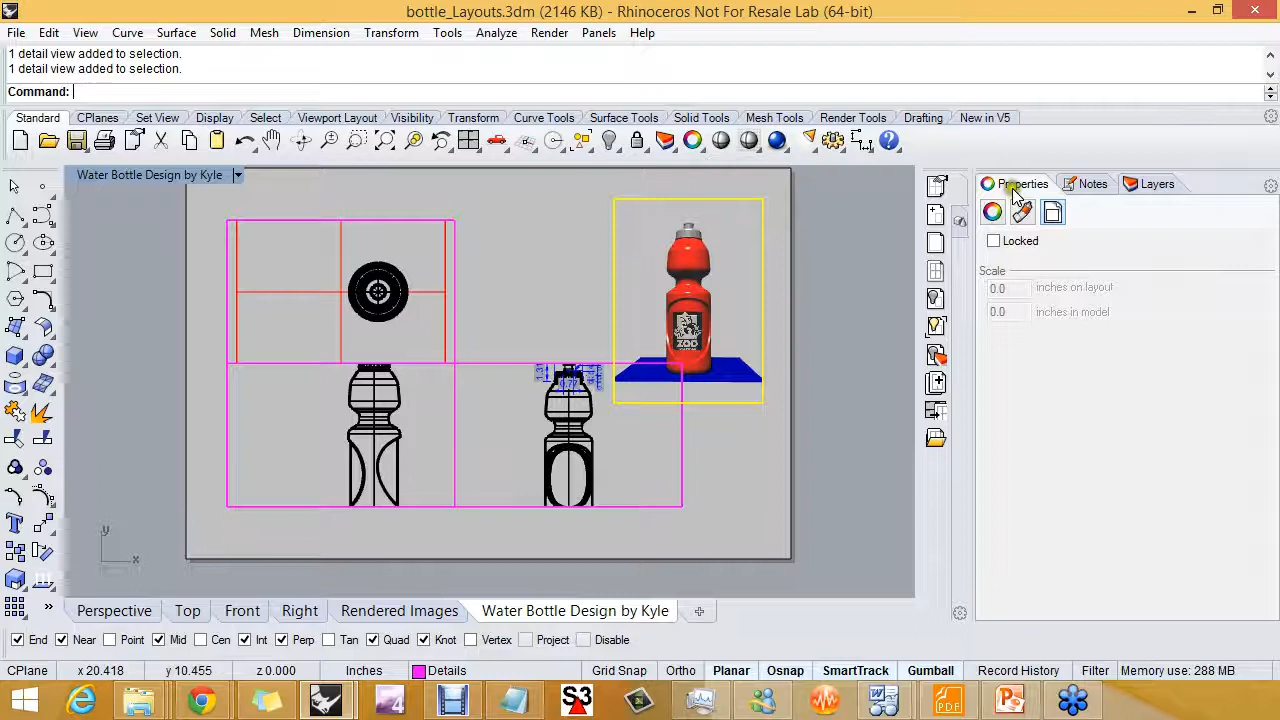 bottle_Layouts.3dm (2146 KB) - Rhinoceros Not For Resale Lab (64-bit)
File Edit View Curve Surface Solid Mesh Dimension Transform Tools Analyze Render Panels Help
1 detail view added to selection.
1 detail view added to selection.
Command:
Standard CPlanes Set View Display Select Viewport Layout Visibility Transform Curve Tools Surface Tools Solid Tools Mesh Tools Render Tools Drafting New in V5
Water Bottle Design by Kyle
Properties Notes Layers
Locked
Scale
0.0 inches on layout
0.0 inches in model
ZOO
y
x
Perspective Top Front Right Rendered Images Water Bottle Design by Kyle
End Near Point Mid Cen Int Perp Tan Quad Knot Vertex Project Disable
CPlane x 20.418 y 10.455 z 0.000 Inches Details Grid Snap Ortho Planar Osnap SmartTrack Gumball Record History Filter Memory use: 288 MB
4 S3 PDF